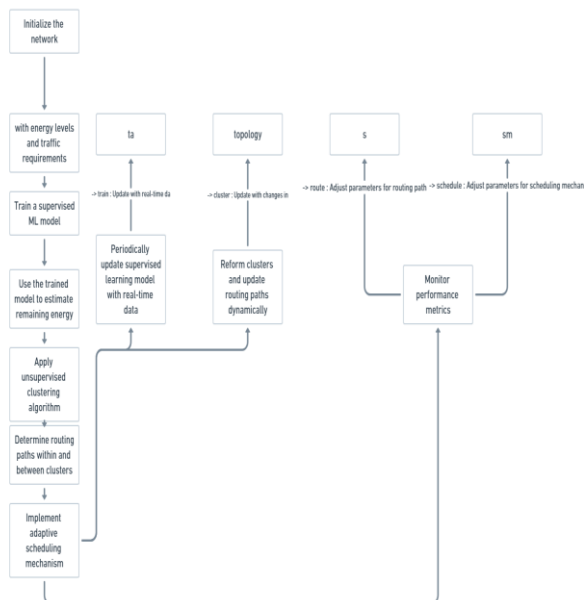 Initialize the
network
with energy levels
and traffic
requirements
ta
topology
s
sm
-> train : Update with real-time da
-> cluster : Update with changes in
-> route : Adjust parameters for routing path
-> schedule : Adjust parameters for scheduling mechan
Train a supervised
ML model
Use the trained
model to estimate
remaining energy
Periodically
update supervised
learning model
with real-time
data
Reform clusters
and update
routing paths
dynamically
Monitor
performance
metrics
Apply
unsupervised
clustering
algorithm
Determine routing
paths within and
between clusters
Implement
adaptive
scheduling
mechanism